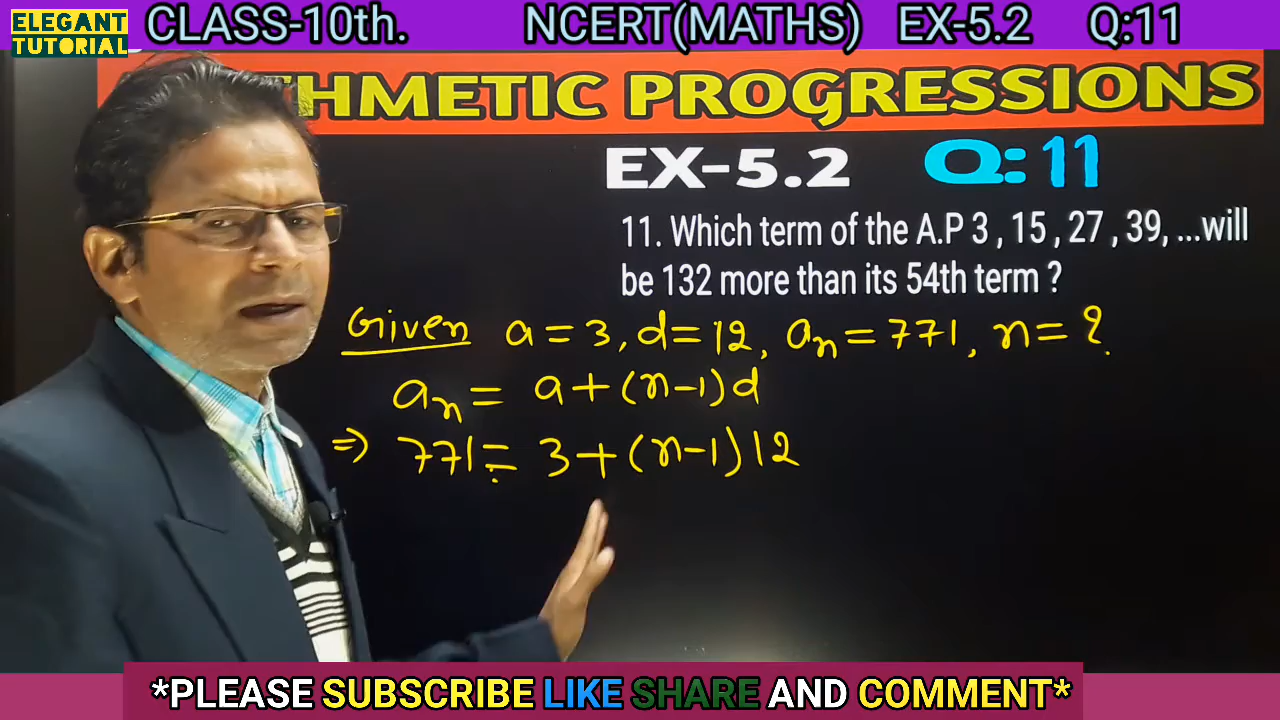 ELEGANT
TUTORIAL
CLASS-10th. NCERT(MATHS) EX-5.2 Q:11
HMETIC PROGRESSIONS
EX-5.2 Q:11
11. Which term of the A.P 3 , 15 , 27 , 39, ...will
be 132 more than its 54th term ?
Given a = 3, d = 12, aₙ = 771, n = ?
aₙ = a + (n-1)d
⇒ 771 = 3 + (n-1)12
*PLEASE SUBSCRIBE LIKE SHARE AND COMMENT*